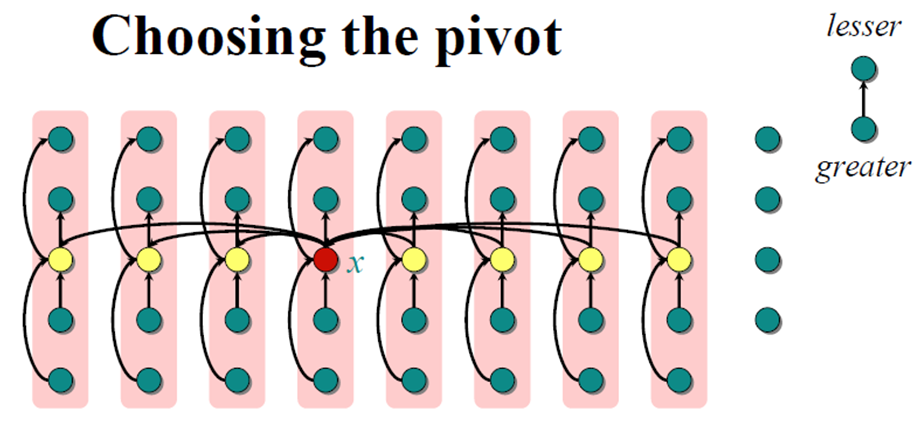 Choosing the pivot
lesser
greater
x